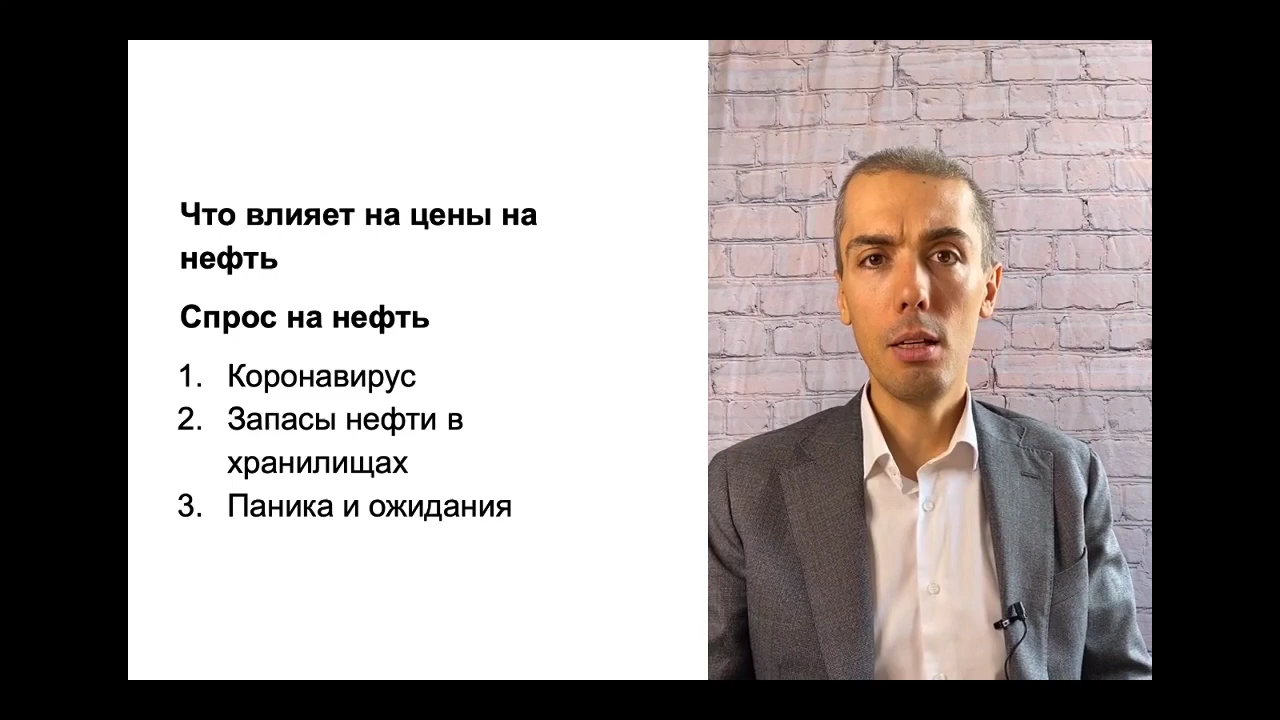 Что влияет на цены на
нефть
Спрос на нефть
1. Коронавирус
2. Запасы нефти в
хранилищах
3. Паника и ожидания